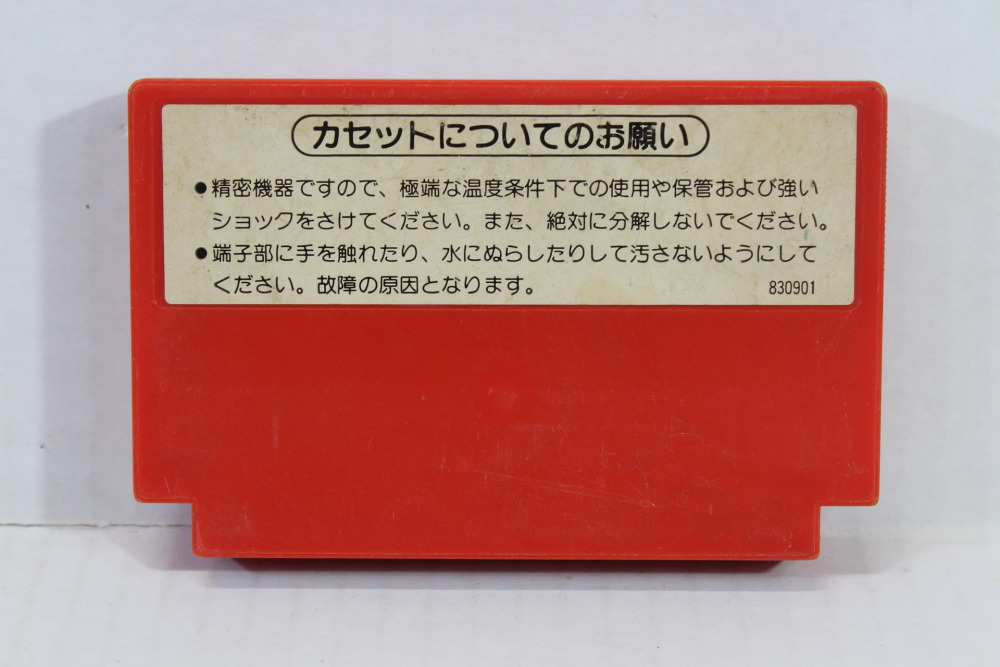 カセットについてのお願い
●精密機器ですので、極端な温度条件下での使用や保管および強い
ショックをさけてください。また、絶対に分解しないでください。
●端子部に手を触れたり、水にぬらしたりして汚さないようにして
ください。故障の原因となります。 830901